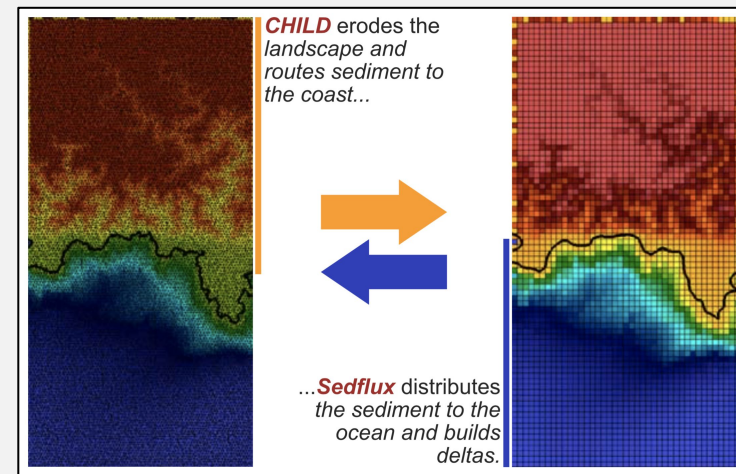 CHILD erodes the
landscape and
routes sediment to
the coast...
...Sedflux distributes
the sediment to the
ocean and builds
deltas.